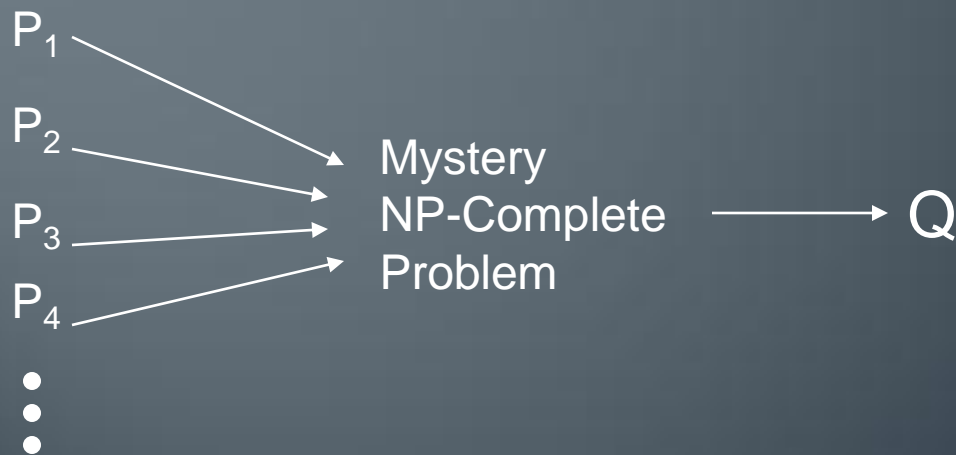 P₁
P₂
P₃
P₄
Mystery
NP-Complete
Problem
Q